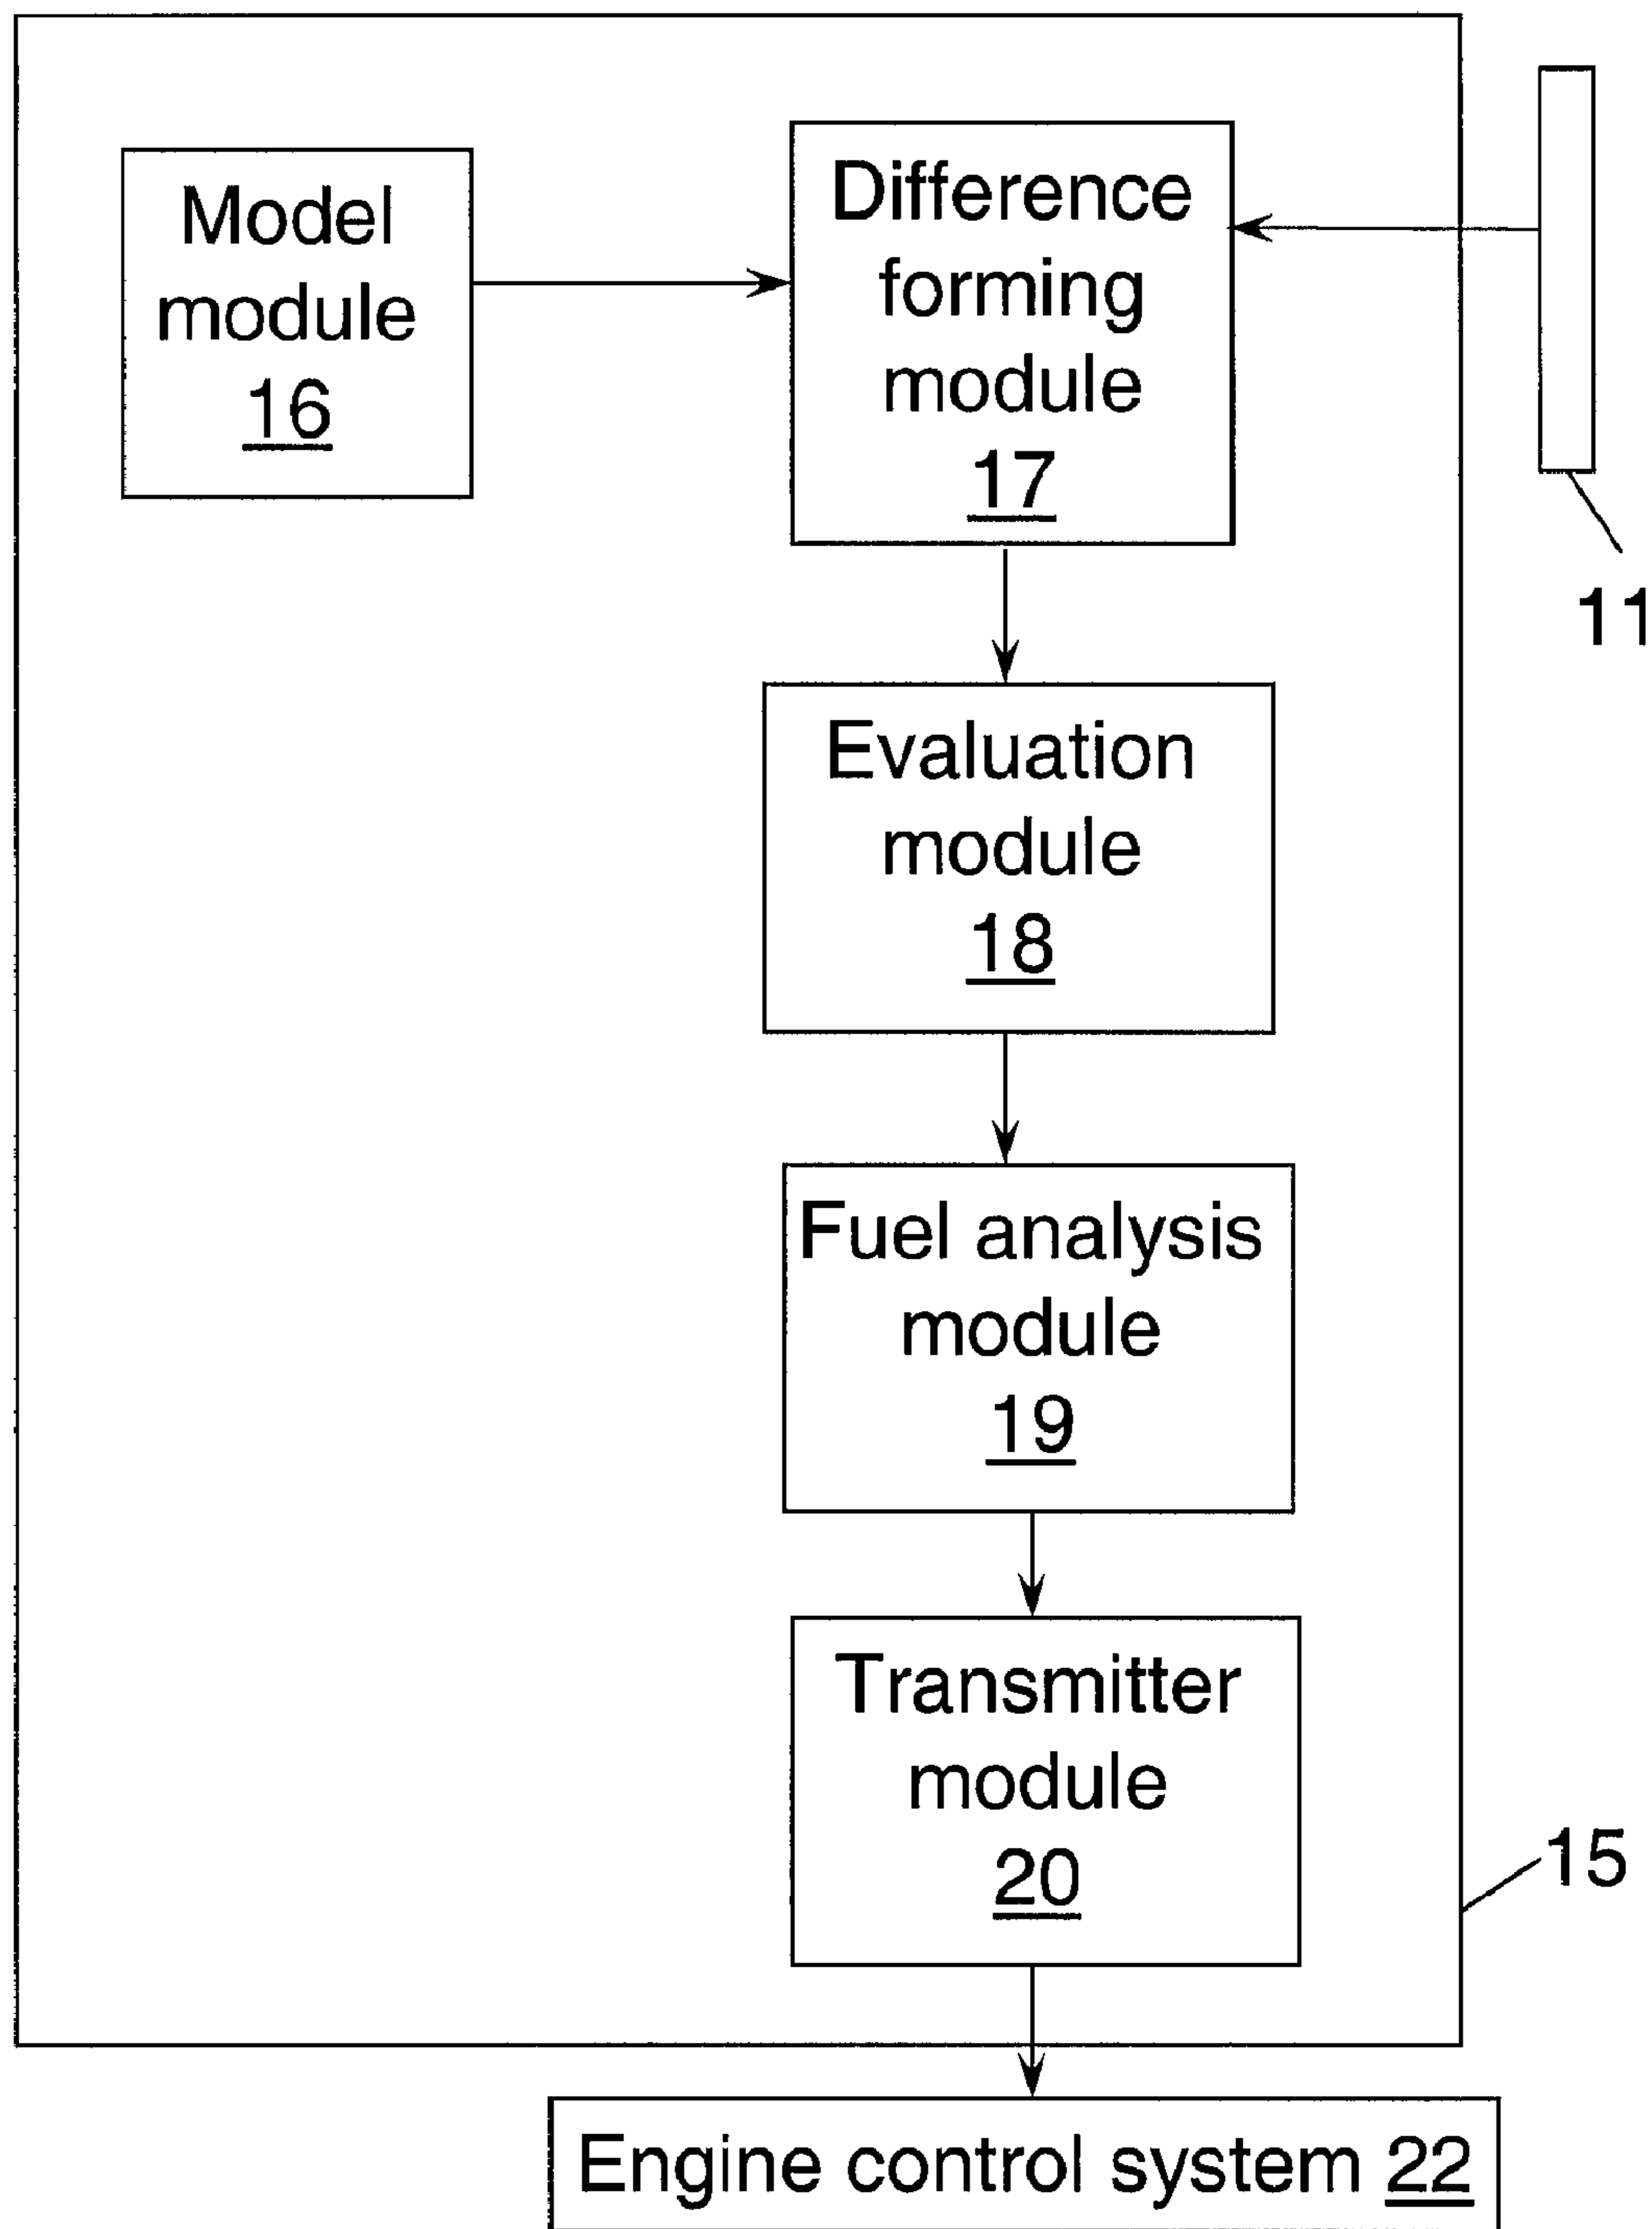 Model
module
16
Difference
forming
module
17
11
Evaluation
module
18
Fuel analysis
module
19
Transmitter
module
20
15
Engine control system 22